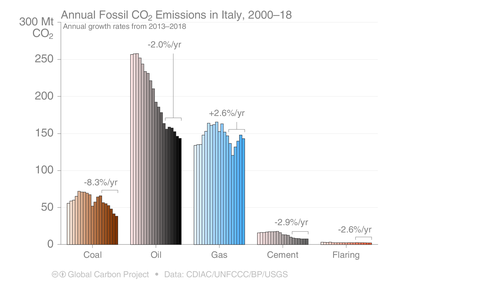 Annual Fossil CO₂ Emissions in Italy, 2000–18
Annual growth rates from 2013–2018
300 Mt
CO₂
250
200
150
100
50
0
-8.3%/yr
-2.0%/yr
+2.6%/yr
-2.9%/yr
-2.6%/yr
Coal
Oil
Gas
Cement
Flaring
Global Carbon Project • Data: CDIAC/UNFCCC/BP/USGS